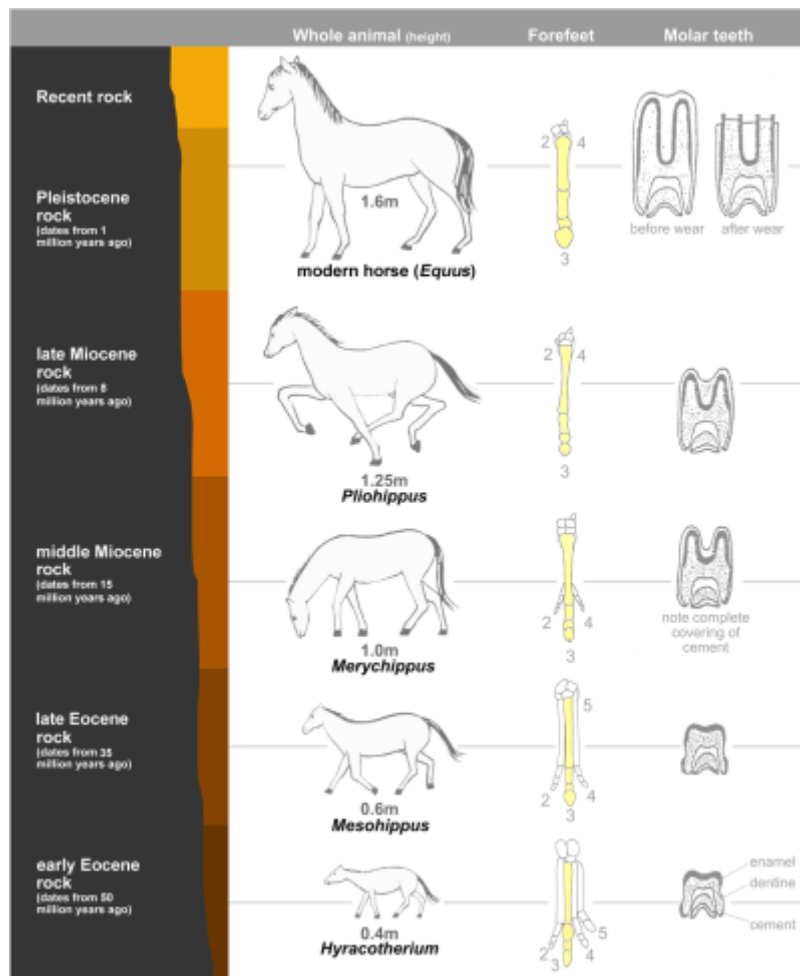 Whole animal (height) Forefeet Molar teeth
Recent rock
2 4
Pleistocene
rock
(dates from 1
million years ago)
1.6m
before wear after wear
3
modern horse (Equus)
late Miocene
rock
(dates from 8
million years ago)
2 4
3
1.25m
Pliohippus
middle Miocene
rock
(dates from 15
million years ago)
2 4
3
note complete
covering of
cement
1.0m
Merychippus
late Eocene
rock
(dates from 35
million years ago)
5
2 4
3
0.6m
Mesohippus
early Eocene
rock
(dates from 50
million years ago)
enamel
dentine
cement
5
2 4
3
0.4m
Hyracotherium